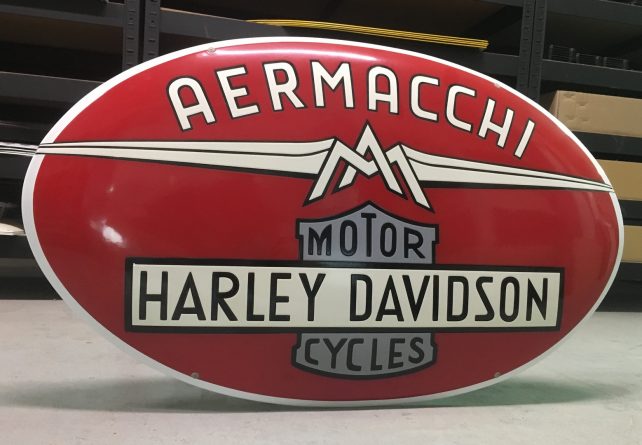 AERMACCHI
M
MOTOR
HARLEY DAVIDSON
CYCLES